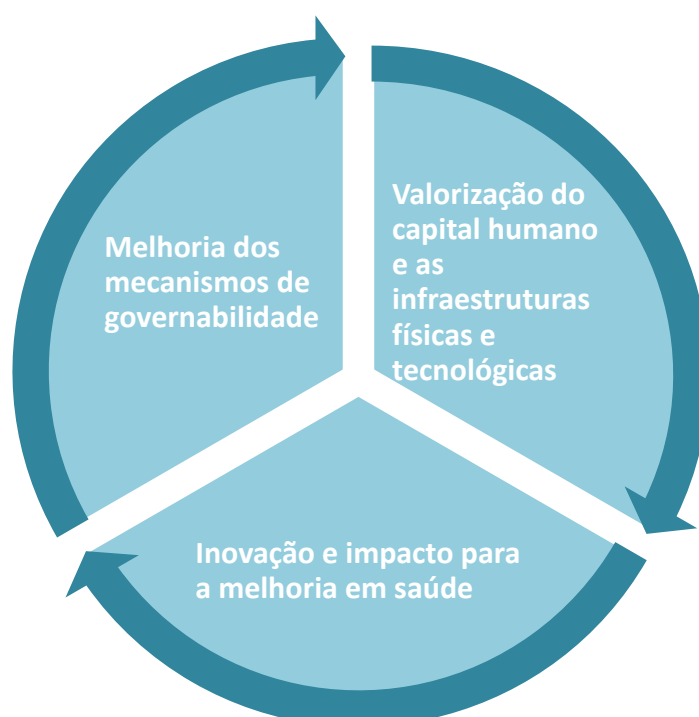 Valorização do
capital humano
e as
infraestruturas
físicas e
tecnológicas
Melhoria dos
mecanismos de
governabilidade
Inovação e impacto para
a melhoria em saúde